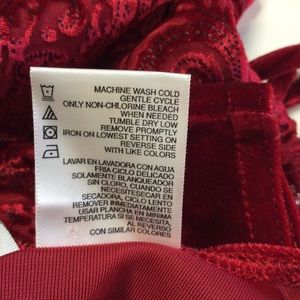 MACHINE WASH COLD
GENTLE CYCLE
ONLY NON-CHLORINE BLEACH
WHEN NEEDED
TUMBLE DRY LOW
REMOVE PROMPTLY
IRON ON LOWEST SETTING ON
REVERSE SIDE
WITH LIKE COLORS
LAVAR EN LAVADORA CON AGUA
FRIA CICLO DELICADO
SOLAMENTE BLANQUEADOR
SIN CLORO, CUANDO SE
NECESITESECAR EN
SECADORA, CICLO LENTO
REMOVER IMMEDIATAMENTE
USAR PLANCHA EN MINIMA
TEMPERATURA SI SE NECESITA,
AL REVERSO
CON SIMILAR COLORES